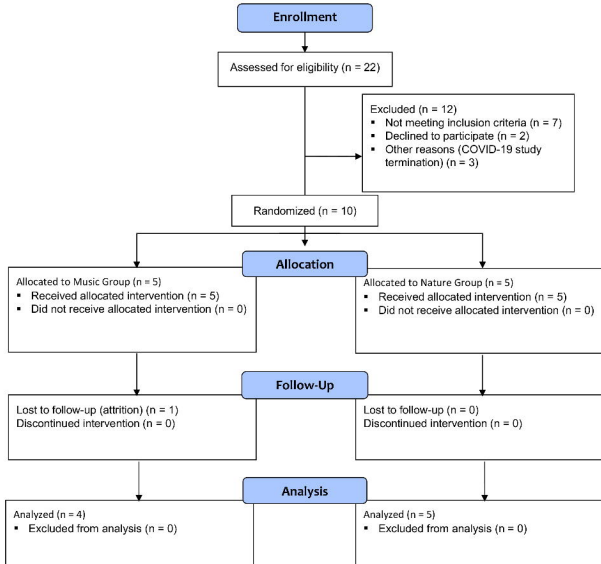 Enrollment
Assessed for eligibility (n = 22)
Excluded (n = 12)
▪ Not meeting inclusion criteria (n = 7)
▪ Declined to participate (n = 2)
▪ Other reasons (COVID-19 study
termination) (n = 3)
Randomized (n = 10)
Allocation
Allocated to Music Group (n = 5)
▪ Received allocated intervention (n = 5)
▪ Did not receive allocated intervention (n = 0)
Allocated to Nature Group (n = 5)
▪ Received allocated intervention (n = 5)
▪ Did not receive allocated intervention (n = 0)
Follow-Up
Lost to follow-up (attrition) (n = 1)
Discontinued intervention (n = 0)
Lost to follow-up (n = 0)
Discontinued intervention (n = 0)
Analysis
Analyzed (n = 4)
▪ Excluded from analysis (n = 0)
Analyzed (n = 5)
▪ Excluded from analysis (n = 0)